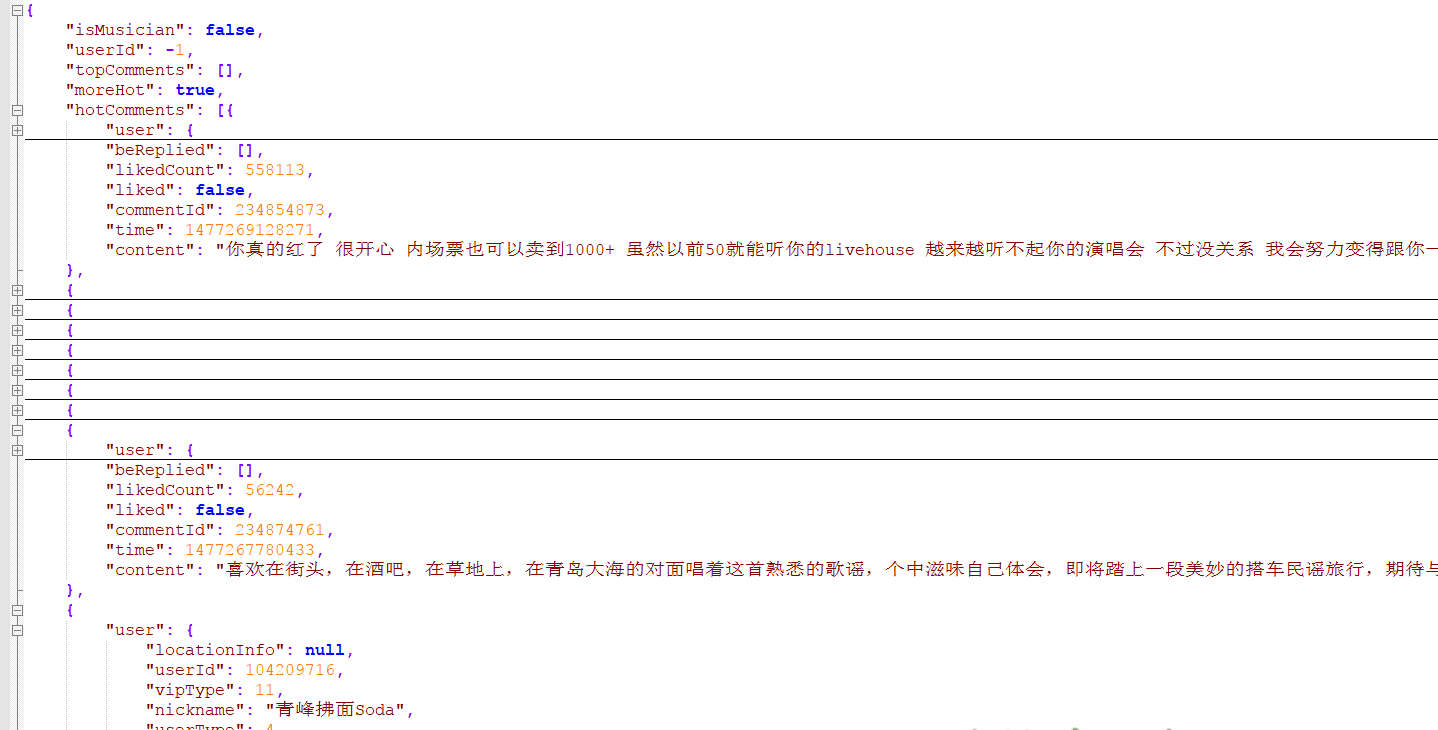 {
"isMusician": false,
"userId": -1,
"topComments": [],
"moreHot": true,
"hotComments": [{
"user": {
"beReplied": [],
"likedCount": 558113,
"liked": false,
"commentId": 234854873,
"time": 1477269128271,
"content": "你真的红了 很开心 内场票也可以卖到1000+ 虽然以前50就能听你的livehouse 越来越听不起你的演唱会 不过没关系 我会努力变得跟你一
},
{
{
{
{
{
{
{
{
"user": {
"beReplied": [],
"likedCount": 56242,
"liked": false,
"commentId": 234874761,
"time": 1477267780433,
"content": "喜欢在街头，在酒吧，在草地上，在青岛大海的对面唱着这首熟悉的歌谣，个中滋味自己体会，即将踏上一段美妙的搭车民谣旅行，期待与
},
{
"user": {
"locationInfo": null,
"userId": 104209716,
"vipType": 11,
"nickname": "青峰拂面Soda",
"userType": 4